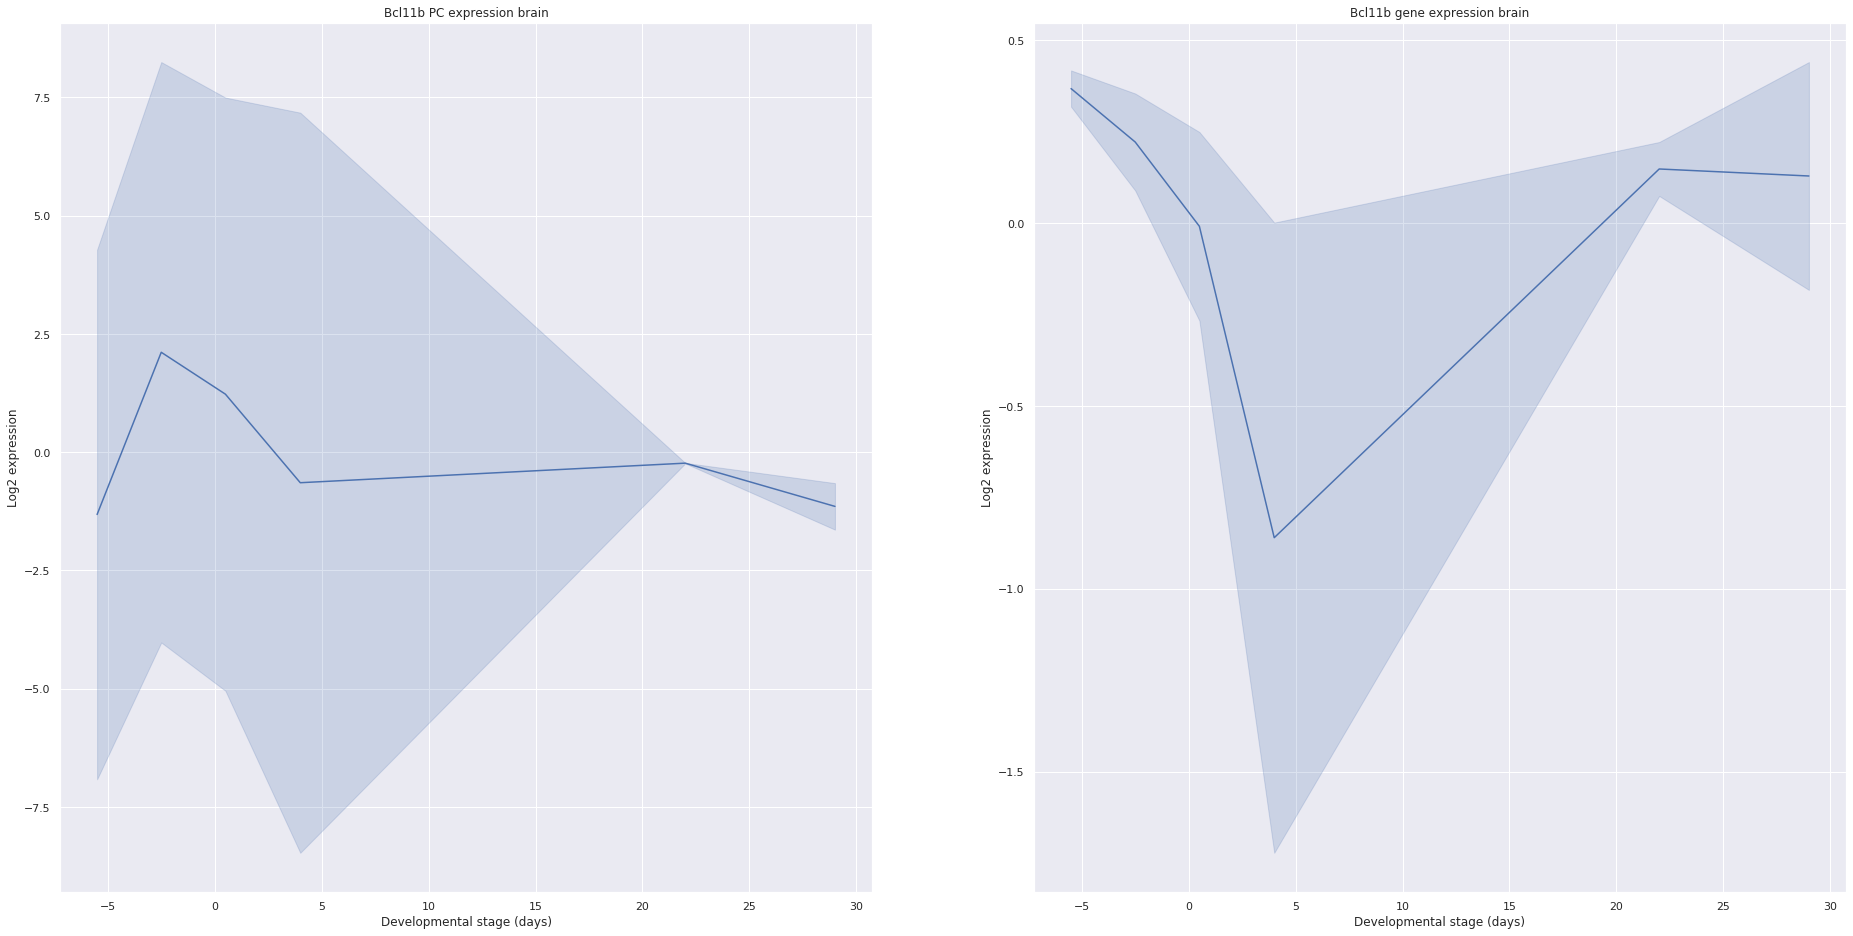 Bcl11b PC expression brain
Log2 expression
7.5
5.0
2.5
0.0
−2.5
−5.0
−7.5
−5 0 5 10 15 20 25 30
Developmental stage (days)
Bcl11b gene expression brain
Log2 expression
0.5
0.0
−0.5
−1.0
−1.5
−5 0 5 10 15 20 25 30
Developmental stage (days)